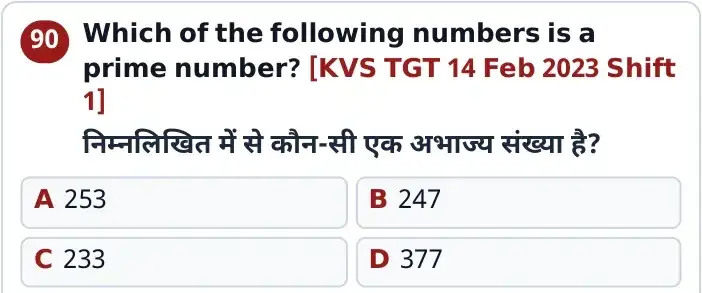 90 Which of the following numbers is a
prime number? [KVS TGT 14 Feb 2023 Shift
1]
निम्नलिखित में से कौन-सी एक अभाज्य संख्या है?
A 253 B 247
C 233 D 377